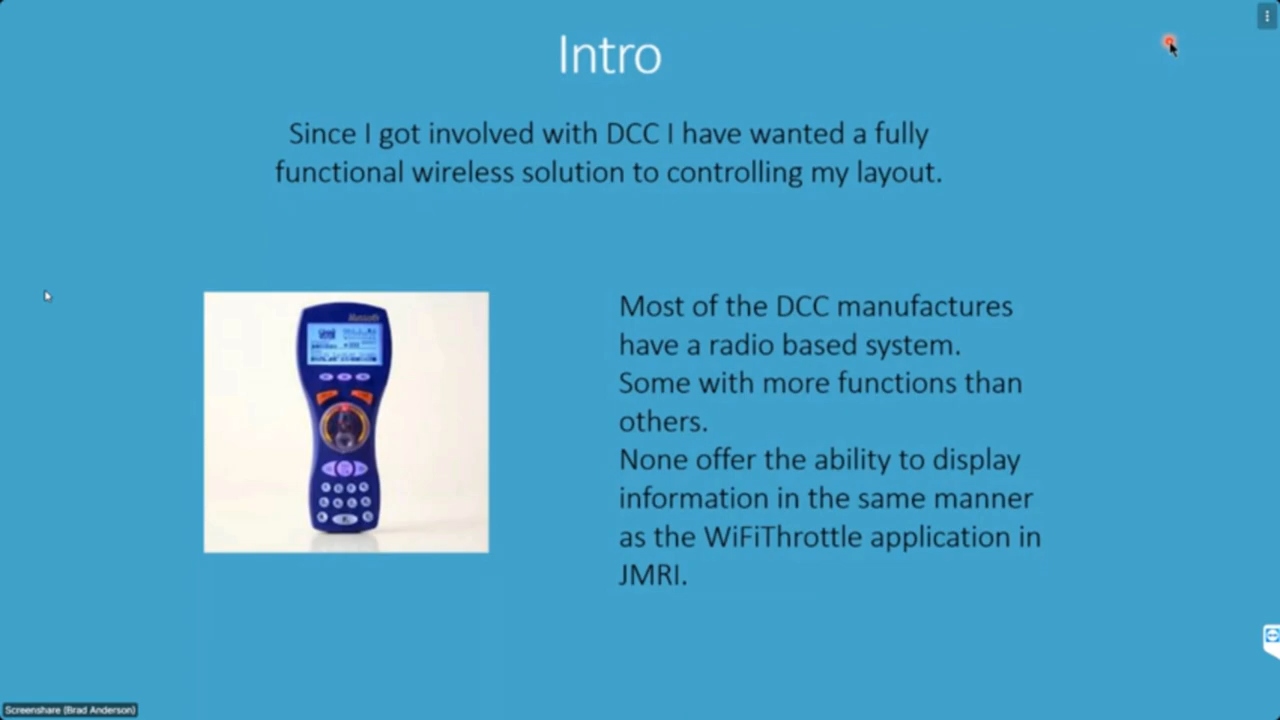 Intro
Since I got involved with DCC I have wanted a fully
functional wireless solution to controlling my layout.
Massoth
Most of the DCC manufactures
have a radio based system.
Some with more functions than
others.
None offer the ability to display
information in the same manner
as the WiFiThrottle application in
JMRI.
Screenshare (Brad Anderson)